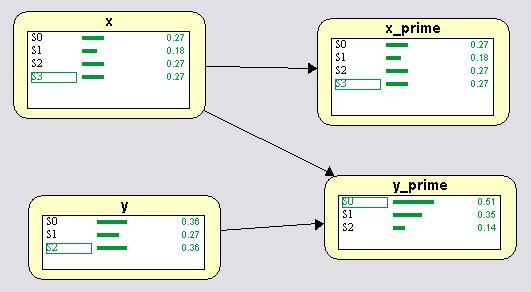 x
S0 0.27
S1 0.18
S2 0.27
S3 0.27
x_prime
S0 0.27
S1 0.18
S2 0.27
S3 0.27
y
S0 0.36
S1 0.27
S2 0.36
y_prime
S0 0.51
S1 0.35
S2 0.14